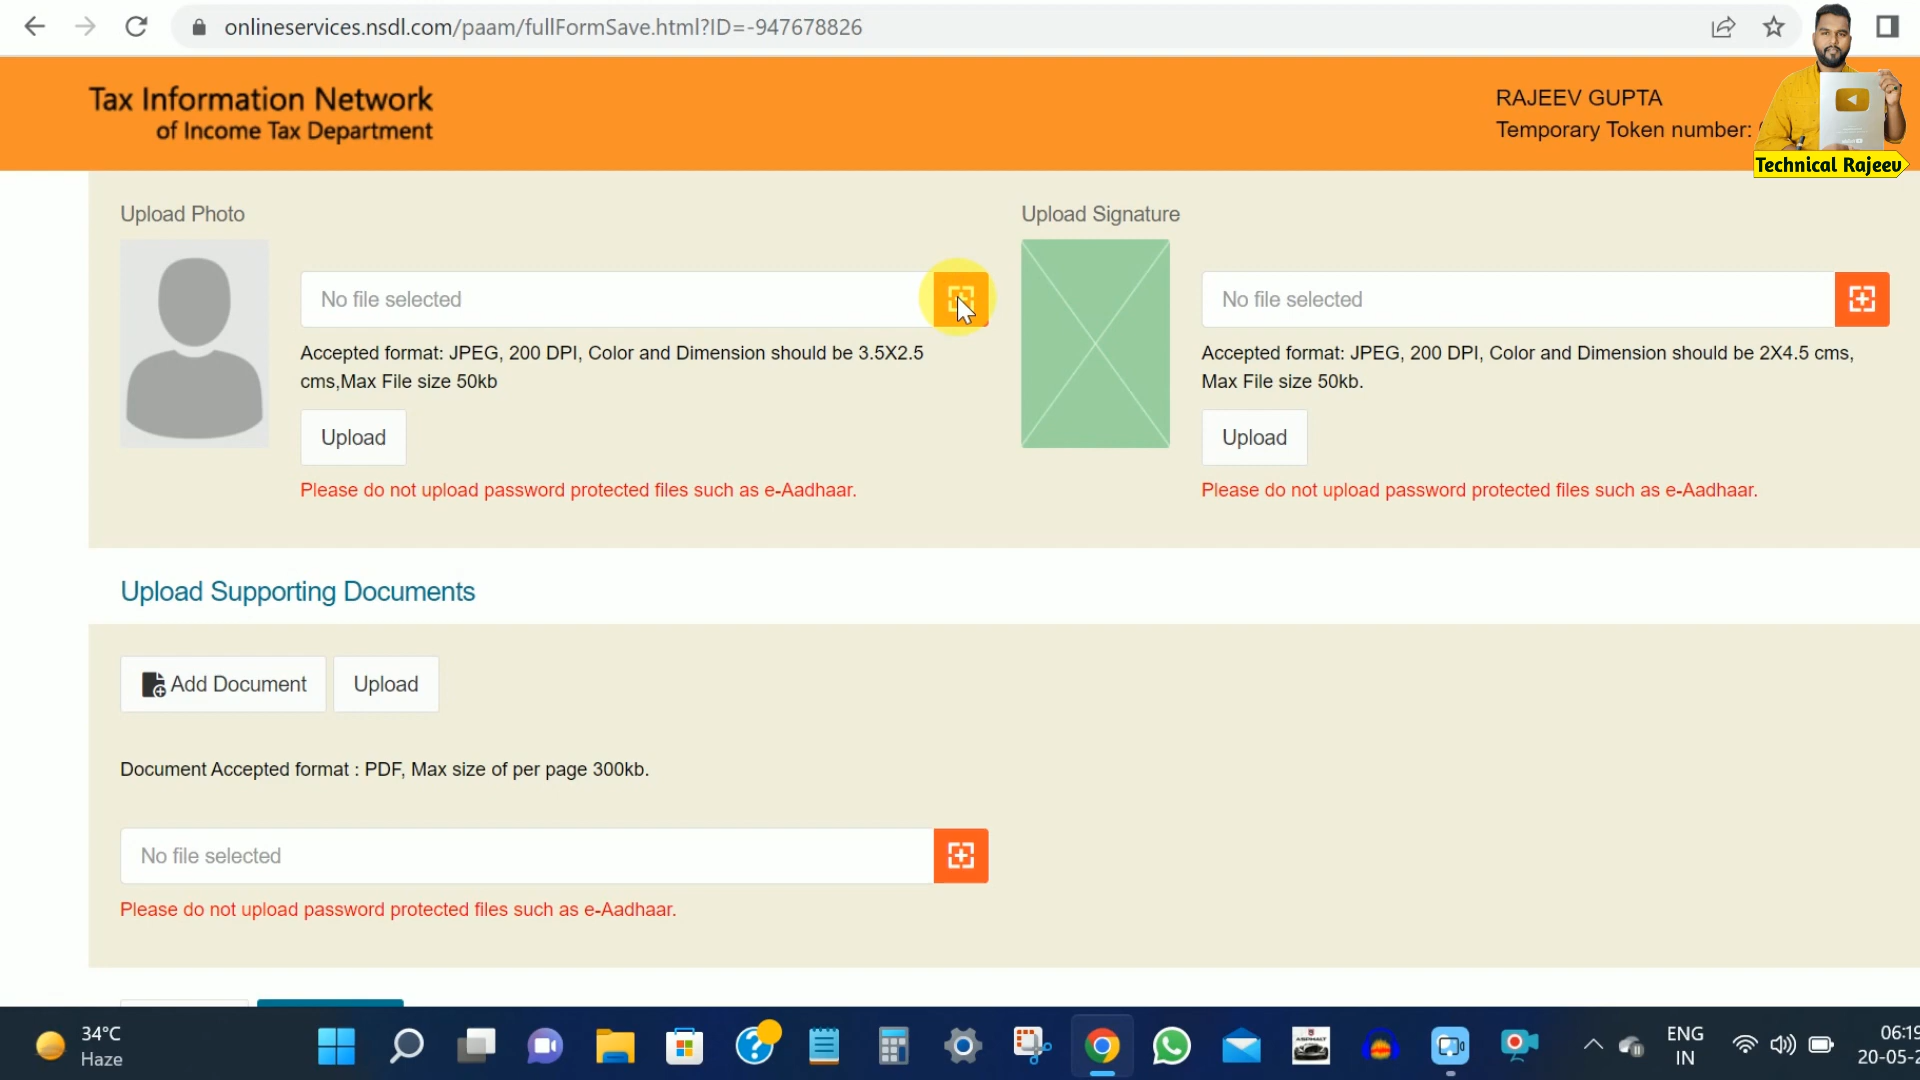 onlineservices.nsdl.com/paam/fullFormSave.html?ID=-947678826
Tax Information Network
of Income Tax Department
RAJEEV GUPTA
Temporary Token number:
Technical Rajeev
Upload Photo
Upload Signature
No file selected
No file selected
Accepted format: JPEG, 200 DPI, Color and Dimension should be 3.5X2.5
cms,Max File size 50kb
Accepted format: JPEG, 200 DPI, Color and Dimension should be 2X4.5 cms,
Max File size 50kb.
Upload
Upload
Please do not upload password protected files such as e-Aadhaar.
Please do not upload password protected files such as e-Aadhaar.
Upload Supporting Documents
Add Document
Upload
Document Accepted format : PDF, Max size of per page 300kb.
No file selected
Please do not upload password protected files such as e-Aadhaar.
34°C
Haze
ENG
IN
06:19
20-05-2